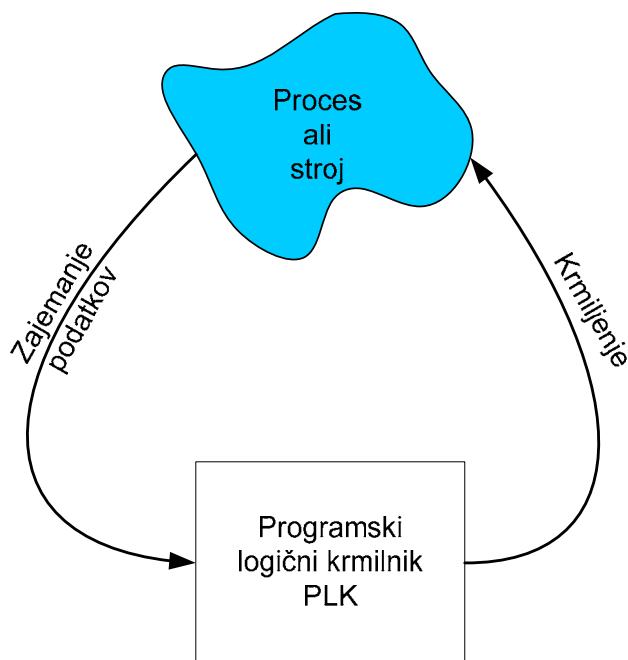 Proces
ali
stroj
Zajemanje
podatkov
Krmiljenje
Programski
logični krmilnik
PLK